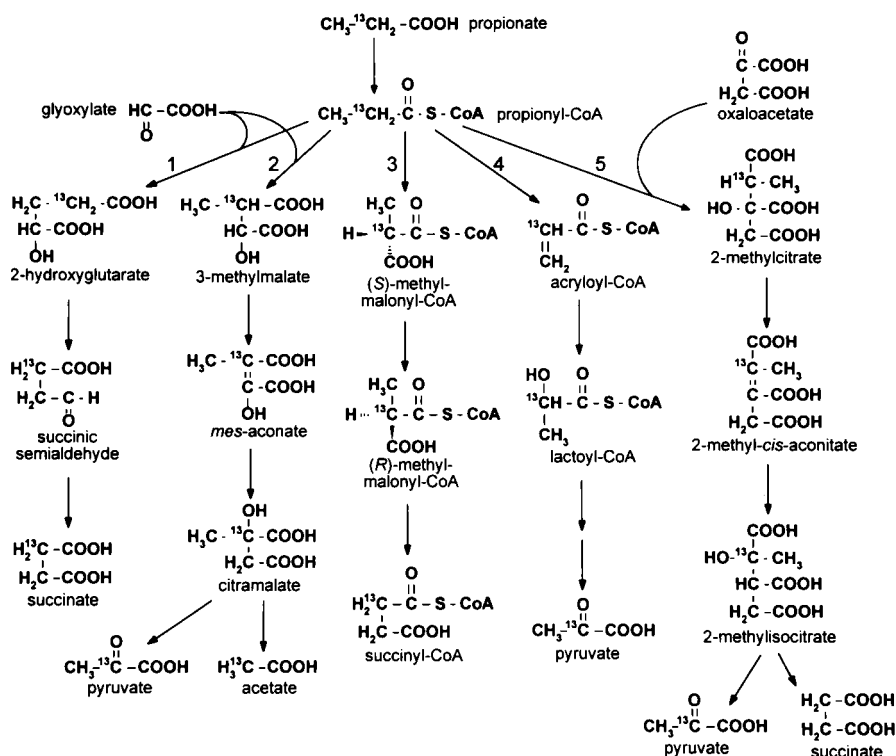 CH₃-¹³CH₂-COOH propionate
O
CH₃-¹³CH₂-C-S-CoA propionyl-CoA
glyoxylate HC-COOH
O
O
C-COOH
H₂C-COOH
oxaloacetate
1 2 3 4 5
H₂C-¹³CH₂-COOH
HC-COOH
OH
2-hydroxyglutarate
H₃C-¹³CH-COOH
HC-COOH
OH
3-methylmalate
H₃C O
H ¹³C-C-S-CoA
COOH
(S)-methyl-
malonyl-CoA
O
¹³CH-C-S-CoA
CH₂
acryloyl-CoA
COOH
H¹³C-CH₃
HO-C-COOH
H₂C-COOH
2-methylcitrate
H₂¹³C-COOH
H₂C-C-H
O
succinic
semialdehyde
H₃C-¹³C-COOH
C-COOH
OH
mes-aconate
H₃C O
H ¹³C-C-S-CoA
COOH
(R)-methyl-
malonyl-CoA
HO O
¹³CH-C-S-CoA
CH₃
lactoyl-CoA
COOH
¹³C-CH₃
C-COOH
H₂C-COOH
2-methyl-cis-aconitate
H₂¹³C-COOH
H₂C-COOH
succinate
OH
H₃C-¹³C-COOH
H₂C-COOH
citramalate
O
H₂¹³C-C-S-CoA
H₂C-COOH
succinyl-CoA
O
CH₃-¹³C-COOH
pyruvate
COOH
HO-¹³C-CH₃
HC-COOH
H₂C-COOH
2-methylisocitrate
O
CH₃-¹³C-COOH
pyruvate
H₃¹³C-COOH
acetate
O
CH₃-¹³C-COOH
pyruvate
H₂C-COOH
H₂C-COOH
succinate